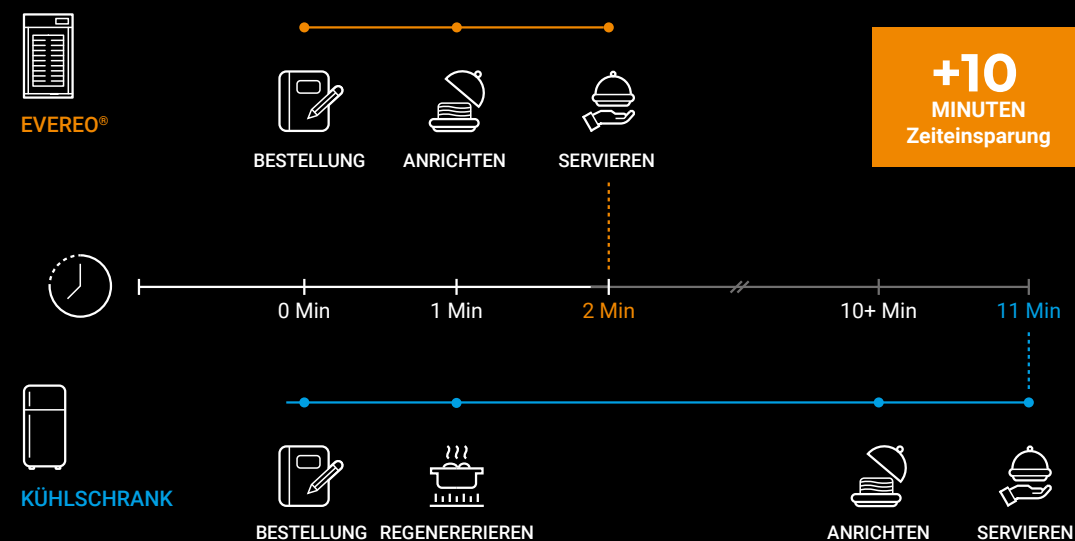 EVEREO®
BESTELLUNG ANRICHTEN SERVIEREN
+10
MINUTEN
Zeiteinsparung
0 Min 1 Min 2 Min 10+ Min 11 Min
KÜHLSCHRANK
BESTELLUNG REGENERERIEREN ANRICHTEN SERVIEREN